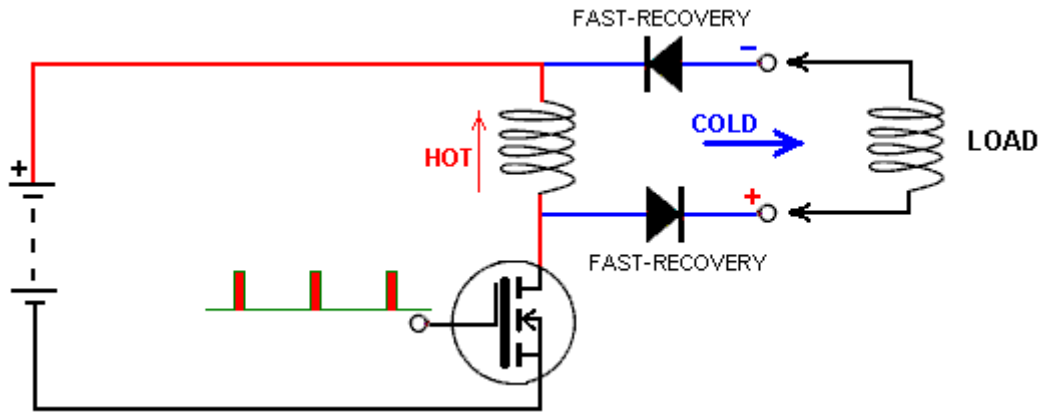 FAST-RECOVERY
−
COLD
HOT
LOAD
+
+
FAST-RECOVERY